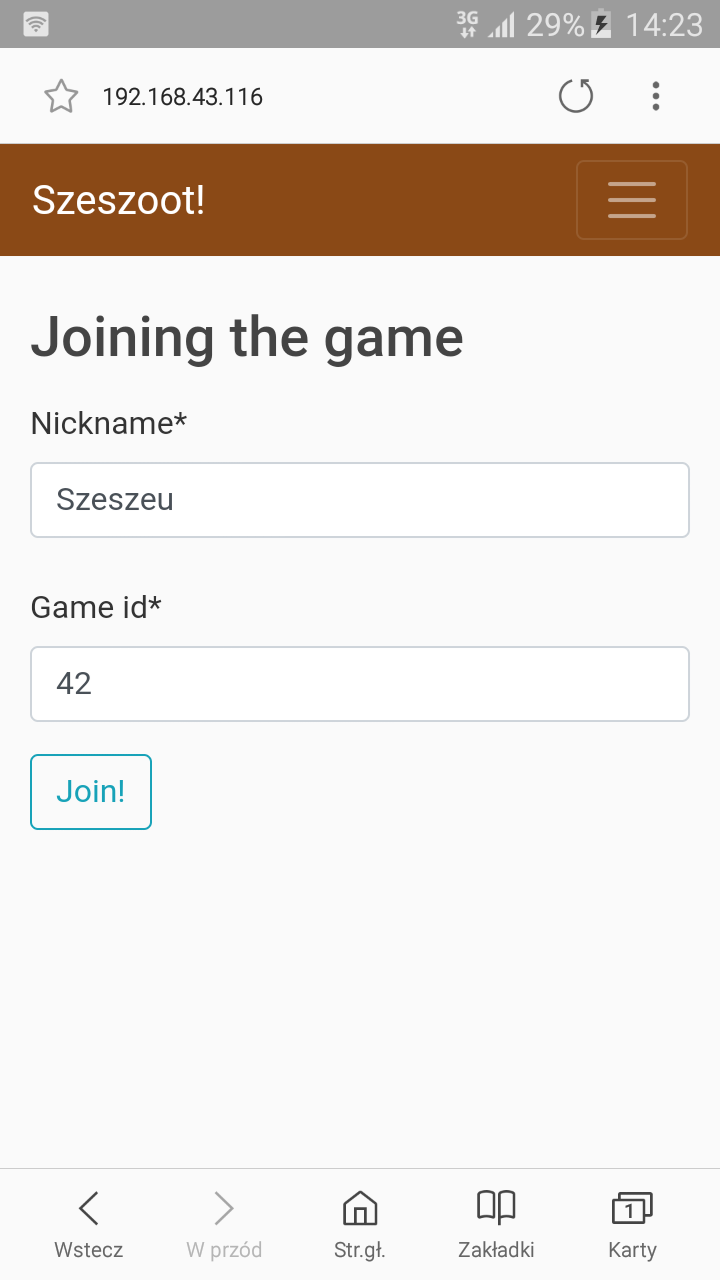 3G 29% 14:23
192.168.43.116
Szeszoot!
Joining the game
Nickname*
Szeszeu
Game id*
42
Join!
1
Wstecz W przód Str.gł. Zakładki Karty